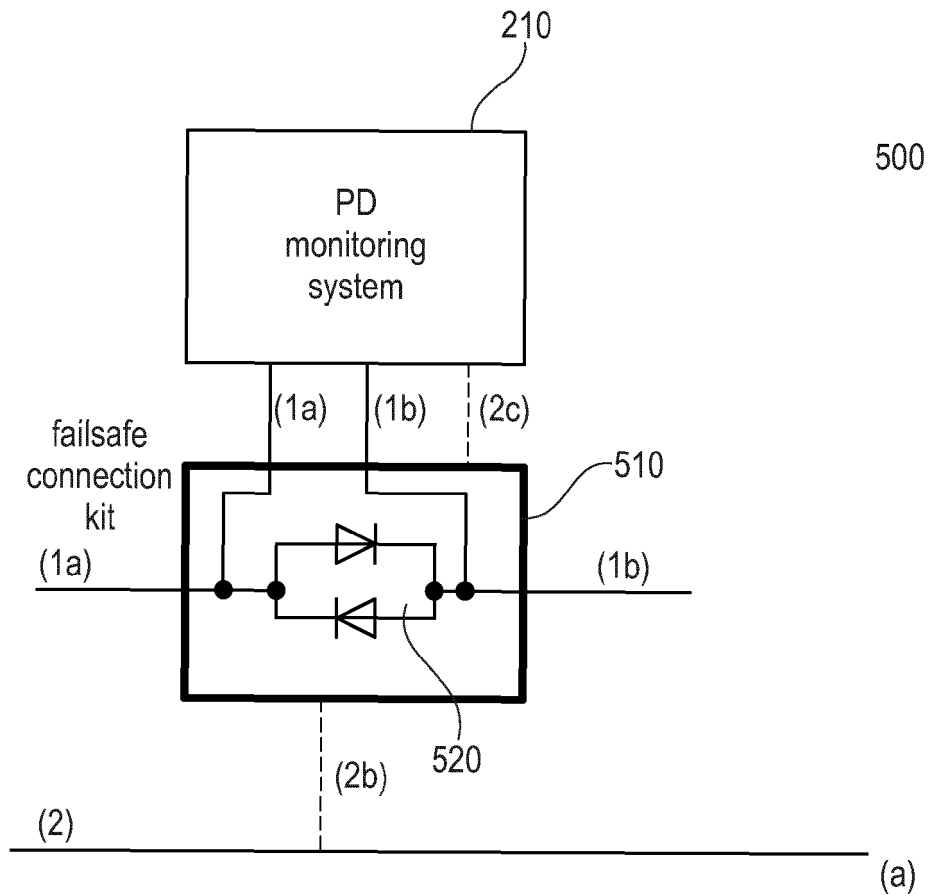 210
500
PD
monitoring
system
(1a)
(1b)
(2c)
failsafe
connection
kit
510
(1a)
(1b)
520
(2b)
(2)
(a)